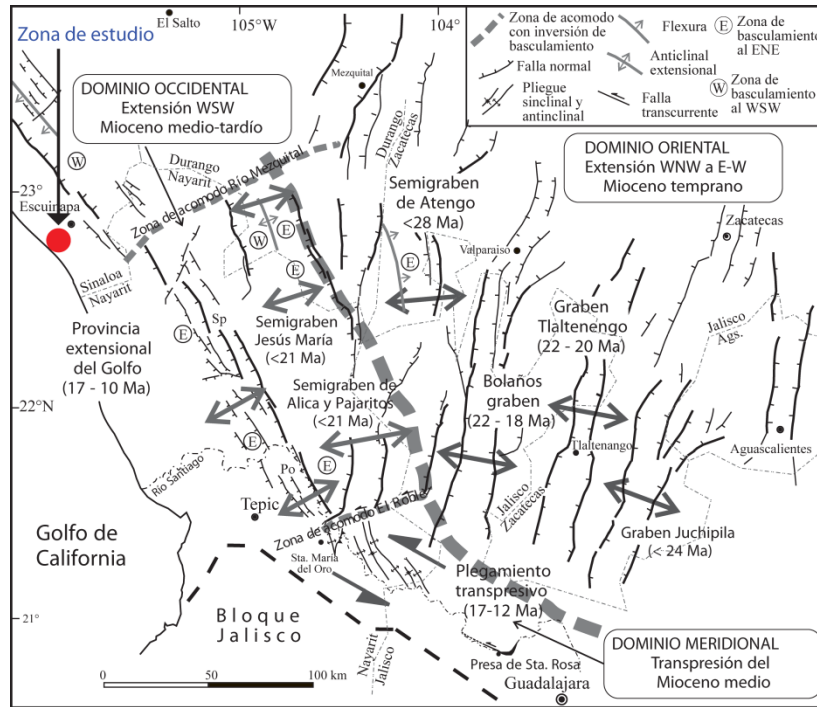 105°W
104°
El Salto
Zona de estudio
Zona de acomodo
con inversión de
basculamiento
Falla normal
Pliegue
sinclinal y
anticlinal
Flexura
Anticlinal
extensional
Falla
transcurrente
E
Zona de
basculamiento
al ENE
W
Zona de
basculamiento
al WSW
Mezquital
DOMINIO OCCIDENTAL
Extensión WSW
Mioceno medio-tardío
Durango
Zacatecas
DOMINIO ORIENTAL
Extensión WNW a E-W
Mioceno temprano
W
Durango
Nayarit
Zona de acomodo Río Mezquital
23°
Escuinapa
Semigraben
de Atengo
(<28 Ma)
Zacatecas
W
E
E
E
Valparaiso
Sinaloa
Nayarit
Provincia
extensional
del Golfo
(17 - 10 Ma)
E
Sp
Semigraben
Jesús María
(<21 Ma)
Graben
Tlaltenengo
(22 - 20 Ma)
Jalisco
Ags.
Semigraben de
Alica y Pajaritos
(<21 Ma)
Bolaños
graben
(22 - 18 Ma)
22°N
E
E
Po
Tlaltenango
Aguascalientes
Río Santiago
Tepic
Jalisco
Zacatecas
Zona de acomodo El Roble
Golfo de
California
Sta. María
del Oro
Graben Juchipila
(< 24 Ma)
Plegamiento
transpresivo
(17-12 Ma)
21°
Bloque
Jalisco
Nayarit
Jalisco
DOMINIO MERIDIONAL
Transpresión del
Mioceno medio
Presa de Sta. Rosa
Guadalajara
0
50
100 km